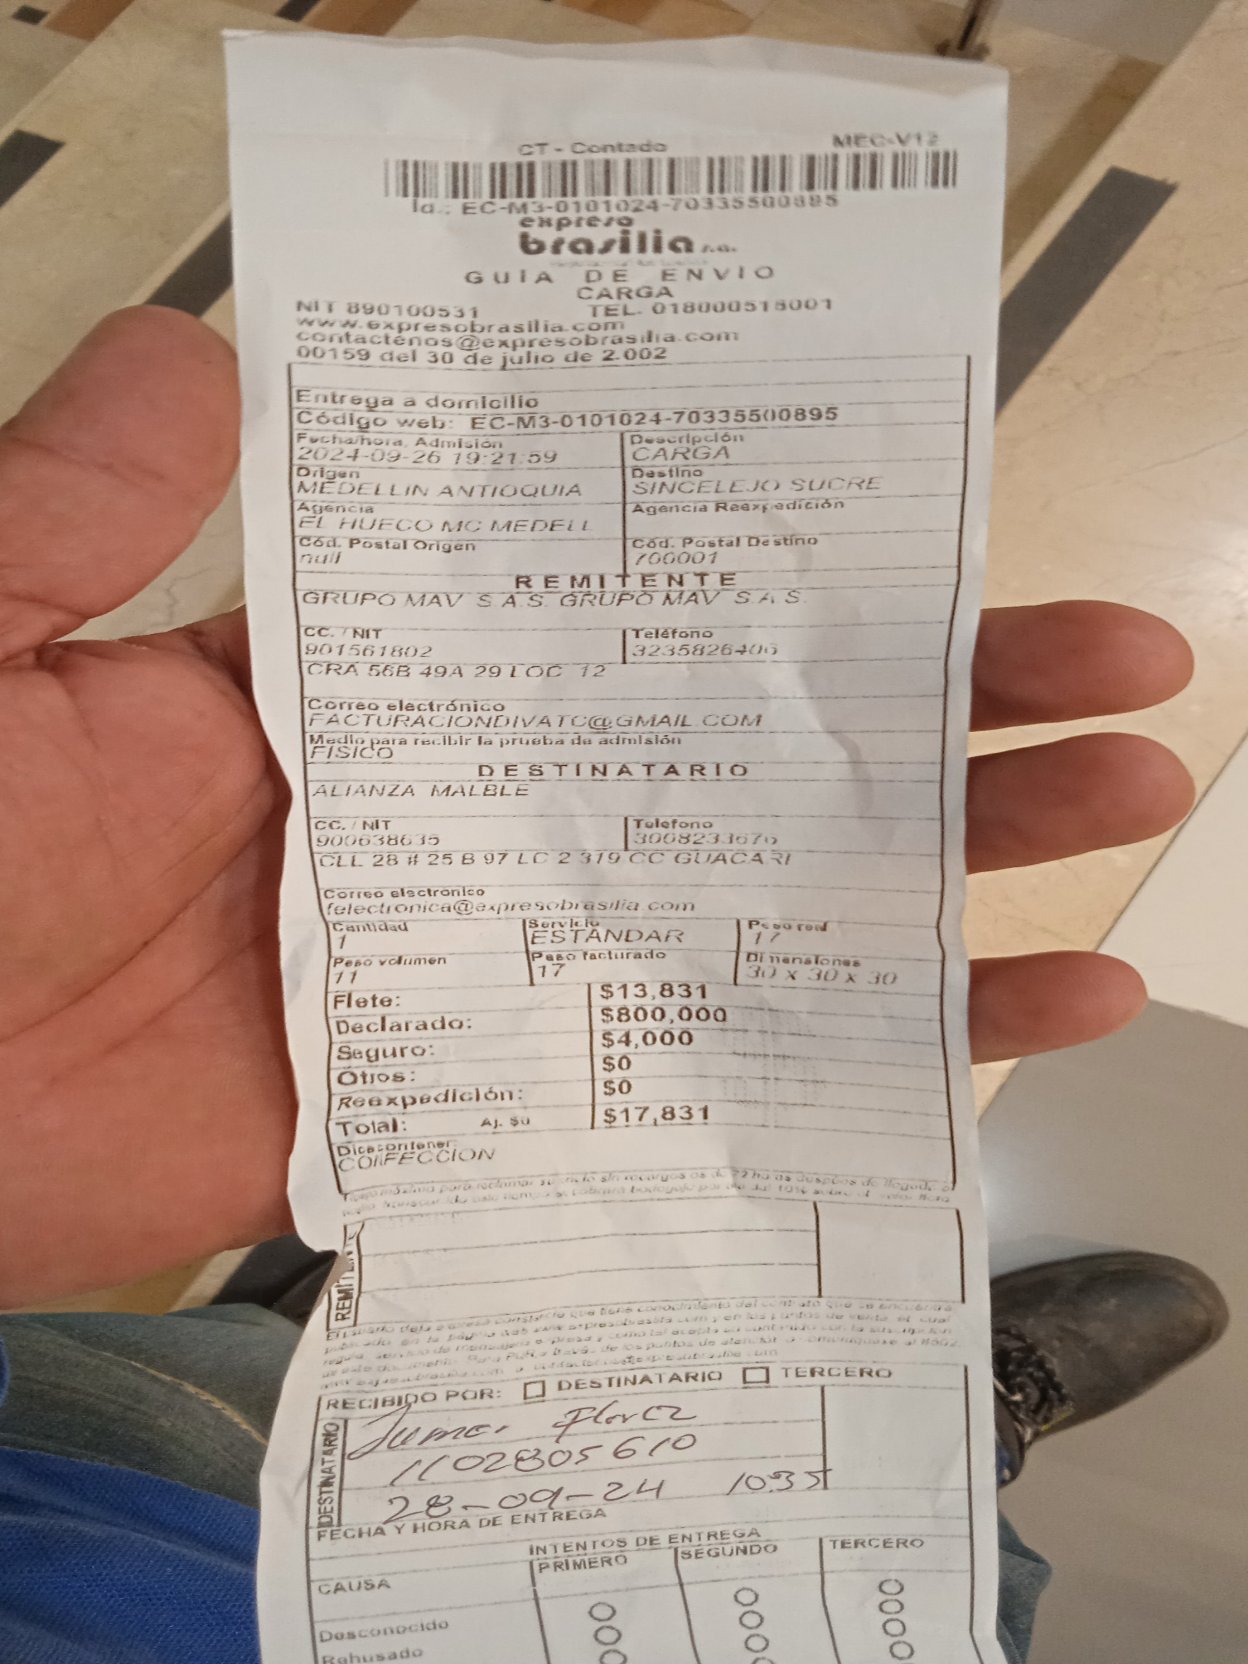 CT - Contado MEC-V12
Id.: EC-M3-0101024-70335500895
expreso
brasilia s.a.
GUIA DE ENVIO
CARGA
NIT 890100531 TEL. 018000518001
www.expresobrasilia.com
contactenos@expresobrasilia.com
00159 del 30 de julio de 2.002
Entrega a domicilio
Código web: EC-M3-0101024-70335500895
Fecha/hora. Admisión Descripción
2024-09-26 19:21:59 CARGA
Origen Destino
MEDELLIN ANTIOQUIA SINCELEJO SUCRE
Agencia Agencia Reexpedición
EL HUECO MC MEDELL
Cód. Postal Origen Cód. Postal Destino
null 700001
REMITENTE
GRUPO MAV S.A.S. GRUPO MAV S.A.S.
CC. / NIT Teléfono
901561802 3235826406
CRA 56B 49A 29 LOC 12
Correo electrónico
FACTURACIONDIVATC@GMAIL.COM
Medio para recibir la prueba de admisión
FISICO
DESTINATARIO
ALIANZA MALBLE
CC. / NIT Telefono
900638635 3008233676
CLL 28 # 25 B 97 LC 2 319 CC GUACARI
Correo electrónico
felectronica@expresobrasilia.com
Cantidad Servicio Peso real
1 ESTANDAR 17
Peso volumen Peso facturado Dimensiones
11 17 30 x 30 x 30
Flete: $13,831
Declarado: $800,000
Seguro: $4,000
Otros: $0
Reexpedición: $0
Total: Aj. $0 $17,831
Dice contener
CONFECCION
REMITENTE
RECIBIDO POR: DESTINATARIO TERCERO
DESTINATARIO
Florez
1102805610
28-09-24 10:35
FECHA Y HORA DE ENTREGA
INTENTOS DE ENTREGA
CAUSA PRIMERO SEGUNDO TERCERO
Desconocido
Rehusado